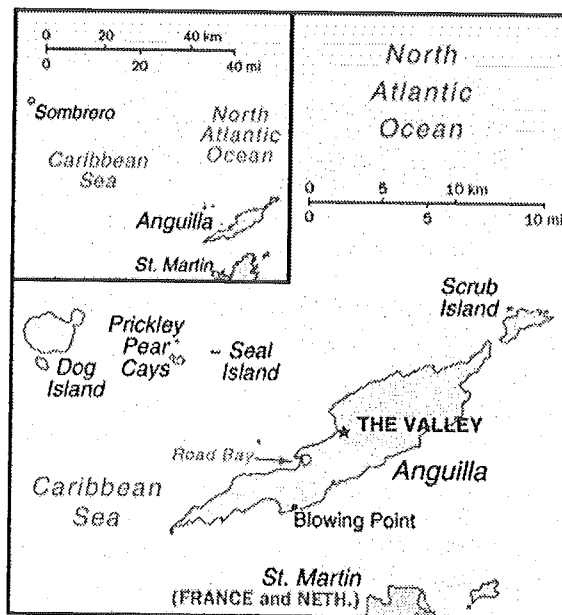 0 20 40 km
0 20 40 mi
Sombrero
North
Atlantic
Ocean
Caribbean
Sea
Anguilla
St. Martin
North
Atlantic
Ocean
0 5 10 km
0 5 10 mi
Scrub
Island
Prickley
Pear
Cays
Seal
Island
Dog
Island
THE VALLEY
Road Bay
Anguilla
Caribbean
Sea
Blowing Point
St. Martin
(FRANCE and NETH.)